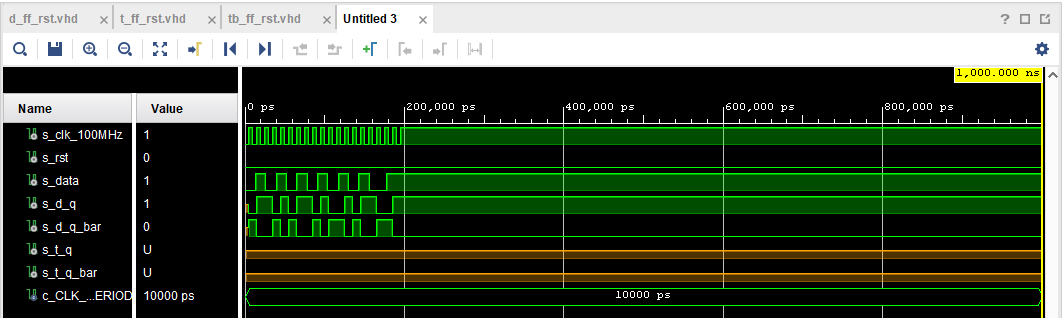 d_ff_rst.vhd × t_ff_rst.vhd × tb_ff_rst.vhd × Untitled 3 ×
1,000.000 ns
Name Value 0 ps 200,000 ps 400,000 ps 600,000 ps 800,000 ps
s_clk_100MHz 1
s_rst 0
s_data 1
s_d_q 1
s_d_q_bar 0
s_t_q U
s_t_q_bar U
c_CLK_...ERIOD 10000 ps 10000 ps